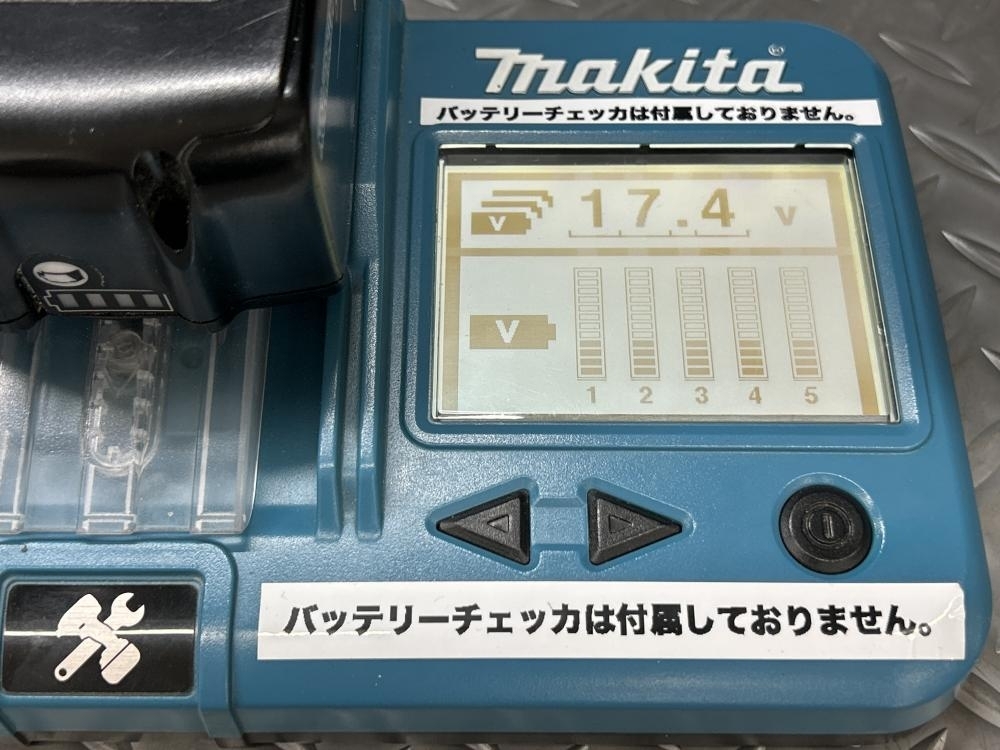 makita
バッテリーチェッカは付属しておりません。
V 17.4 V
V
1 2 3 4 5
バッテリーチェッカは付属しておりません。